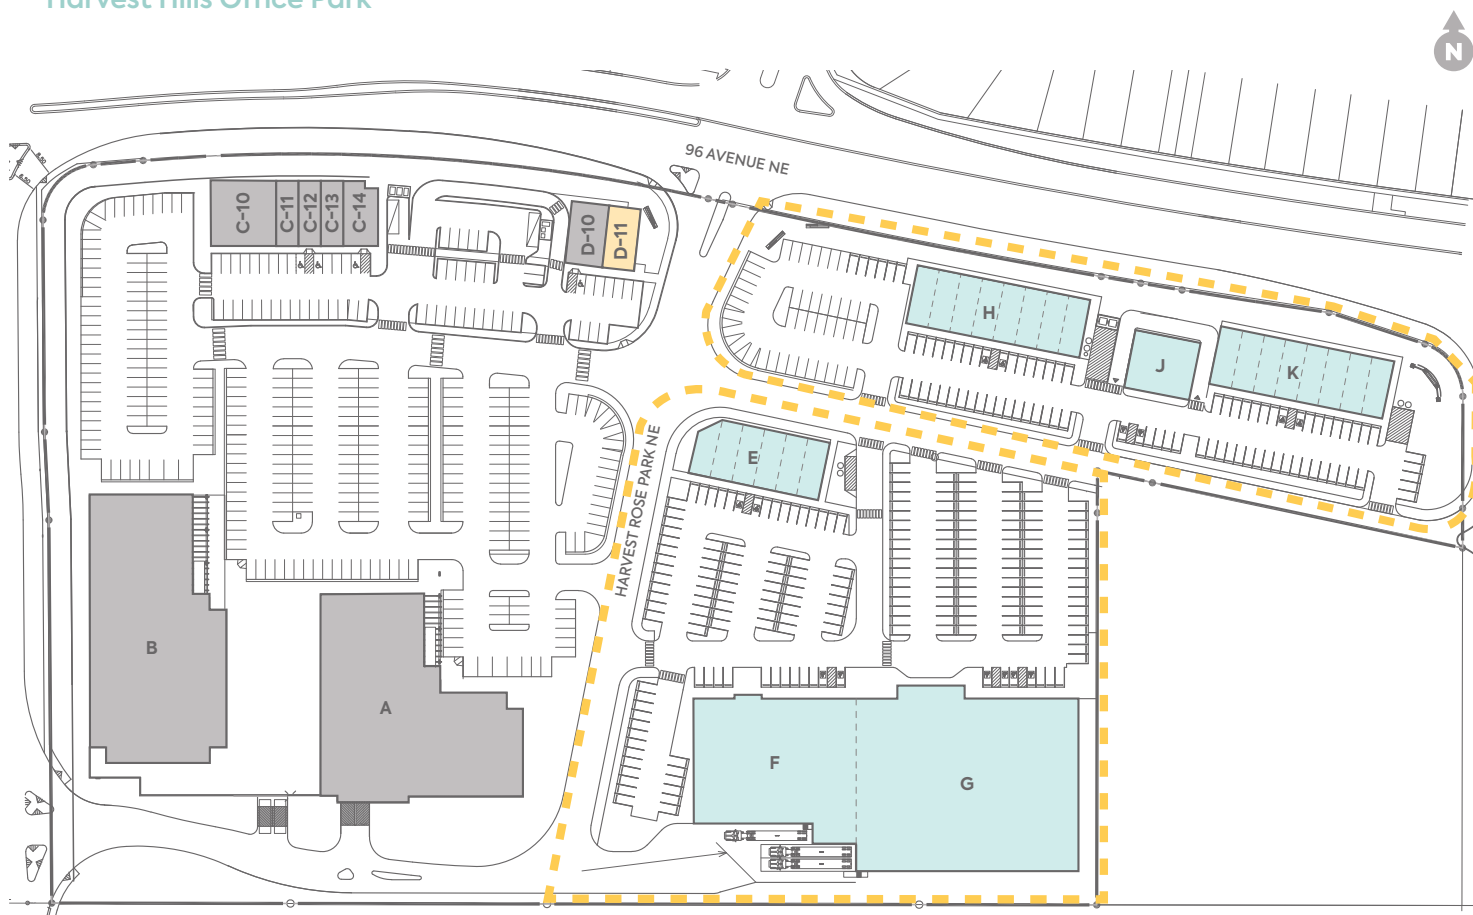 Harvest Hills Office Park
N
96 AVENUE NE
C-10
C-11
C-12
C-13
C-14
D-10
D-11
H
J
K
E
HARVEST ROSE PARK NE
B
A
F
G